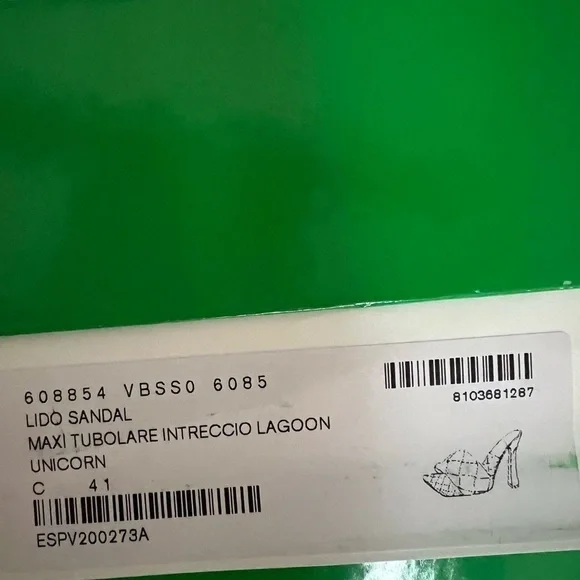 608854 VBSS0 6085
8103681287
LIDO SANDAL
MAXI TUBOLARE INTRECCIO LAGOON
UNICORN
C 41
ESPV200273A